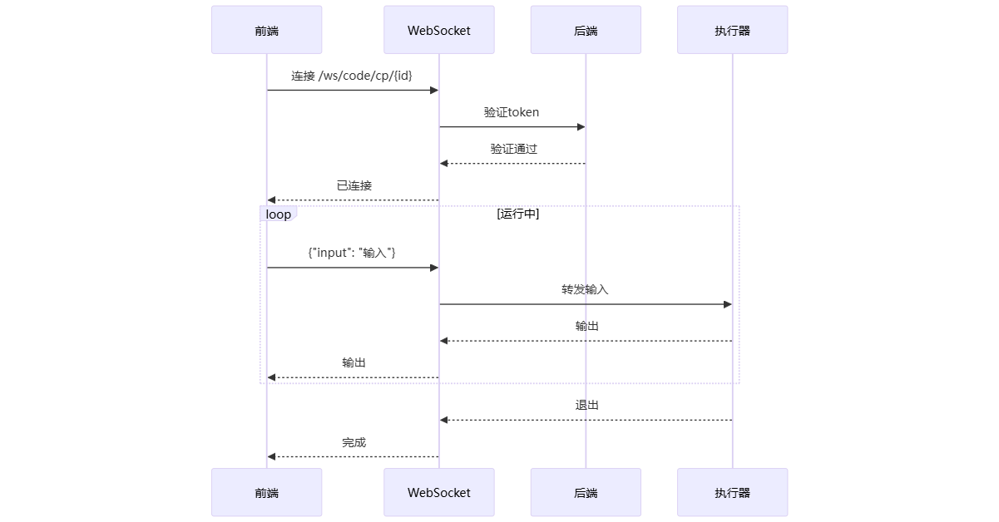 前端
WebSocket
后端
执行器
连接 /ws/code/cp/{id}
验证token
验证通过
已连接
loop
[运行中]
{"input": "输入"}
转发输入
输出
输出
退出
完成
前端
WebSocket
后端
执行器